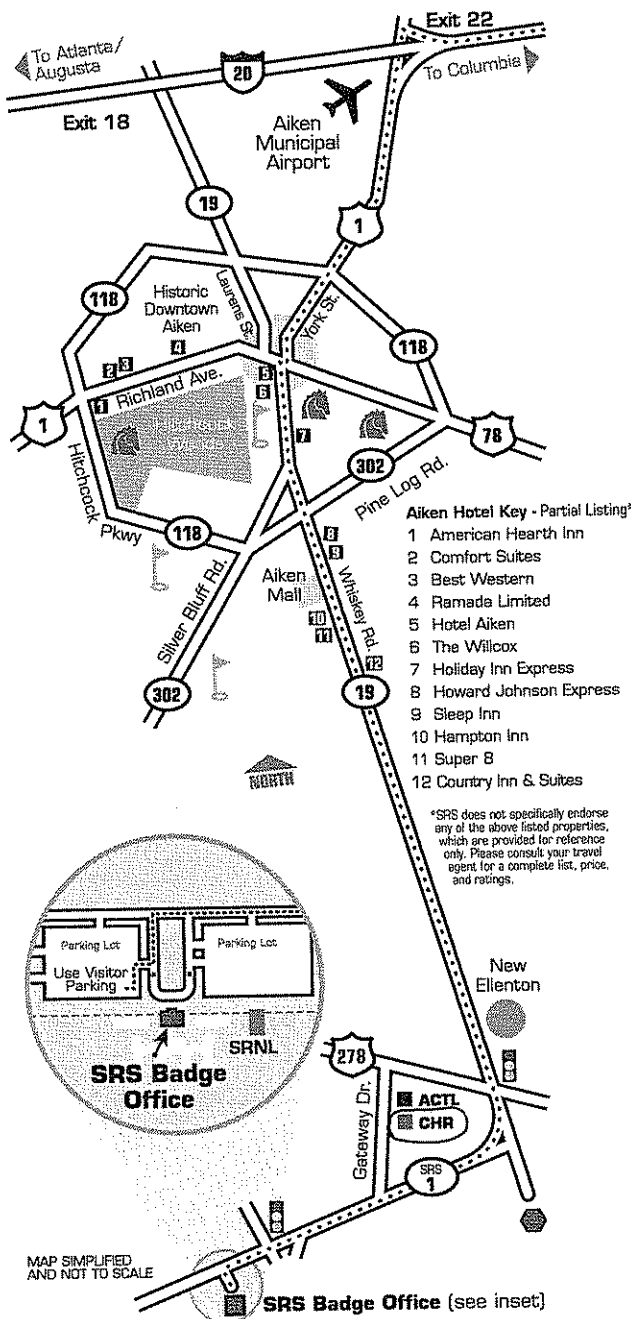 Exit 22
To Atlanta/
Augusta
20
To Columbia
Exit 18
Aiken
Municipal
Airport
19
1
118
Historic
Downtown
Aiken
Laurens St.
York St.
118
2
3
4
5
6
Richland Ave.
1
7
1
78
302
Pine Log Rd.
Hitchcock
Pkwy
118
8
9
Silver Bluff Rd.
Aiken
Mall
10
11
Whiskey Rd.
12
302
19
NORTH
Aiken Hotel Key - Partial Listing*
1 American Hearth Inn
2 Comfort Suites
3 Best Western
4 Ramada Limited
5 Hotel Aiken
6 The Willcox
7 Holiday Inn Express
8 Howard Johnson Express
9 Sleep Inn
10 Hampton Inn
11 Super 8
12 Country Inn & Suites
*SRS does not specifically endorse
any of the above listed properties,
which are provided for reference
only. Please consult your travel
agent for a complete list, price,
and ratings.
Parking Lot
Parking Lot
Use Visitor
Parking
SRNL
SRS Badge
Office
New
Ellenton
278
Gateway Dr.
ACTL
CHR
SRS
1
MAP SIMPLIFIED
AND NOT TO SCALE
SRS Badge Office (see inset)